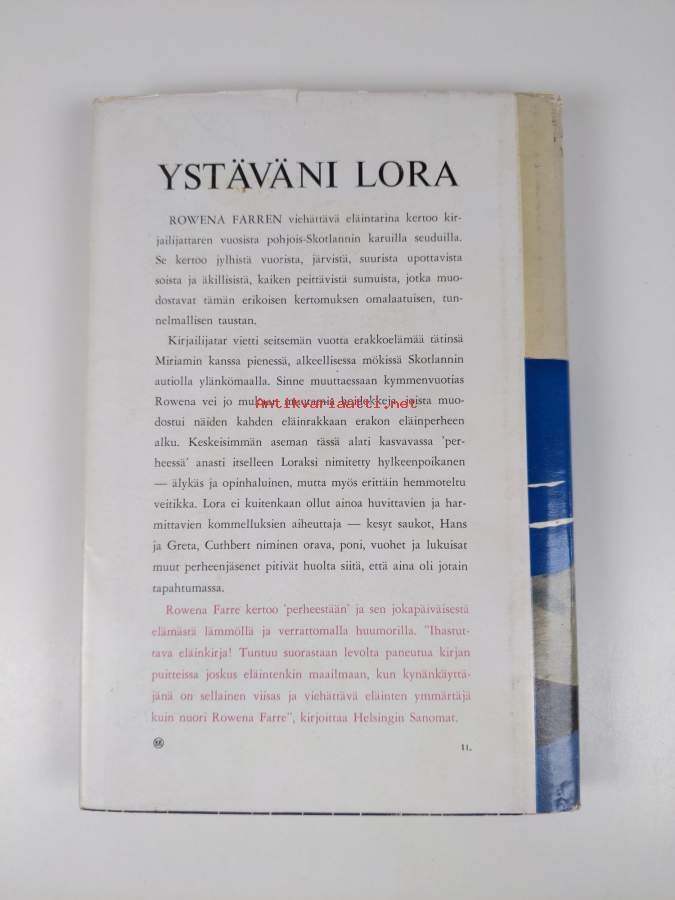 YSTÄVÄNI LORA
ROWENA FARREN viehättävä eläintarina kertoo kir-
jailijattaren vuosista pohjois-Skotlannin karuilla seuduilla.
Se kertoo jylhistä vuorista, järvistä, suurista upottavista
soista ja äkillisistä, kaiken peittävistä sumuista, jotka muo-
dostavat tämän erikoisen kertomuksen omalaatuisen, tun-
nelmallisen taustan.
Kirjailijatar vietti seitsemän vuotta erakkoelämää tätinsä
Miriamin kanssa pienessä, alkeellisessa mökissä Skotlannin
autiolla ylänkömaalla. Sinne muuttaessaan kymmenvuotias
Rowena vei jo mukaan muutamia hoidokkeja, joista muo-
Antikvariaatti.net
dostui näiden kahden eläinrakkaan erakon eläinperheen
alku. Keskeisimmän aseman tässä alati kasvavassa 'per-
heessä' anasti itselleen Loraksi nimitetty hylkeenpoikanen
— älykäs ja opinhaluinen, mutta myös erittäin hemmoteltu
veitikka. Lora ei kuitenkaan ollut ainoa huvittavien ja har-
mittavien kommelluksien aiheuttaja — kesyt saukot, Hans
ja Greta, Cuthbert niminen orava, poni, vuohet ja lukuisat
muut perheenjäsenet pitivät huolta siitä, että aina oli jotain
tapahtumassa.
Rowena Farre kertoo 'perheestään' ja sen jokapäiväisestä
elämästä lämmöllä ja verrattomalla huumorilla. "Ihastut-
tava eläinkirja! Tuntuu suorastaan levolta paneutua kirjan
puitteissa joskus eläintenkin maailmaan, kun kynänkäyttä-
jänä on sellainen viisas ja viehättävä eläinten ymmärtäjä
kuin nuori Rowena Farre", kirjoittaa Helsingin Sanomat.
11.